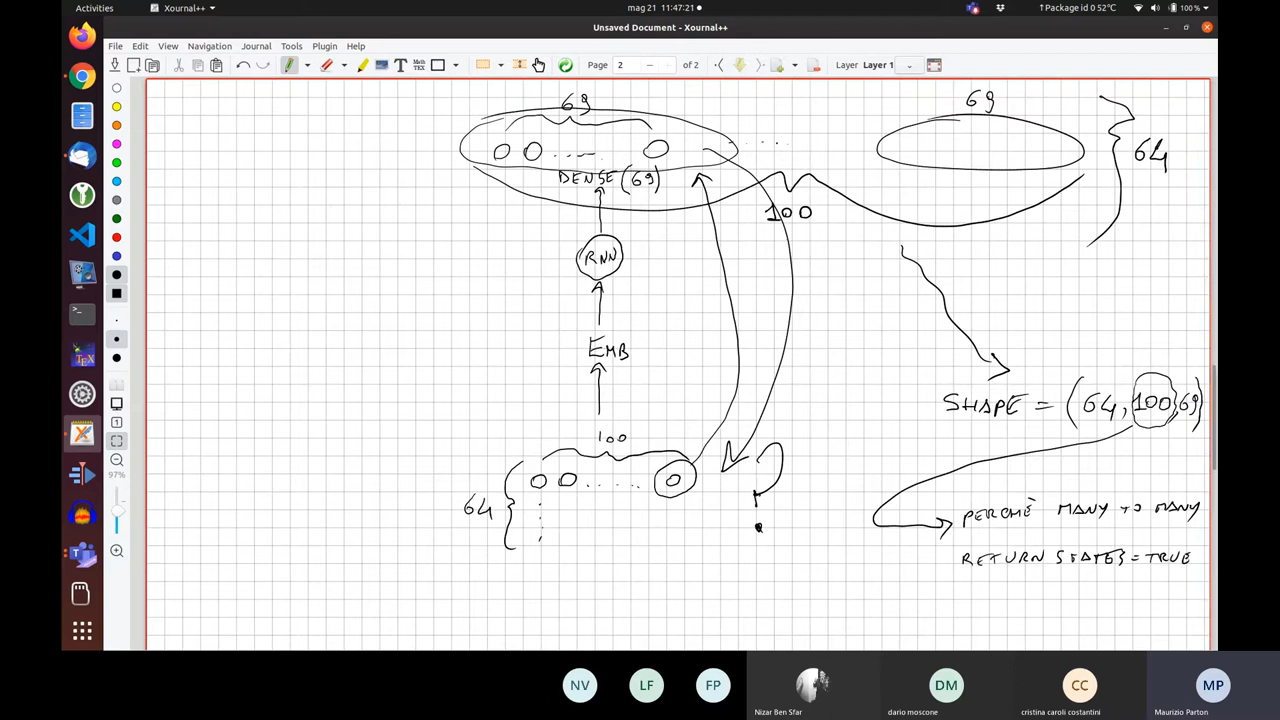 Activities
Xournal++
mag 21 11:47:21
Package id 0 52°C
100 %
Unsaved Document - Xournal++
File Edit View Navigation Journal Tools Plugin Help
Page 2 of 2
Layer Layer 1
69
69
64
DENSE (69)
100
RNN
EMB
SHAPE = (64, 100, 69)
100
64
PERCHÉ MANY TO MANY
RETURN STATES = TRUE
?
97%
NV LF FP DM CC MP
Nizar Ben Sfar
dario moscone
cristina caroli costantini
Maurizio Parton